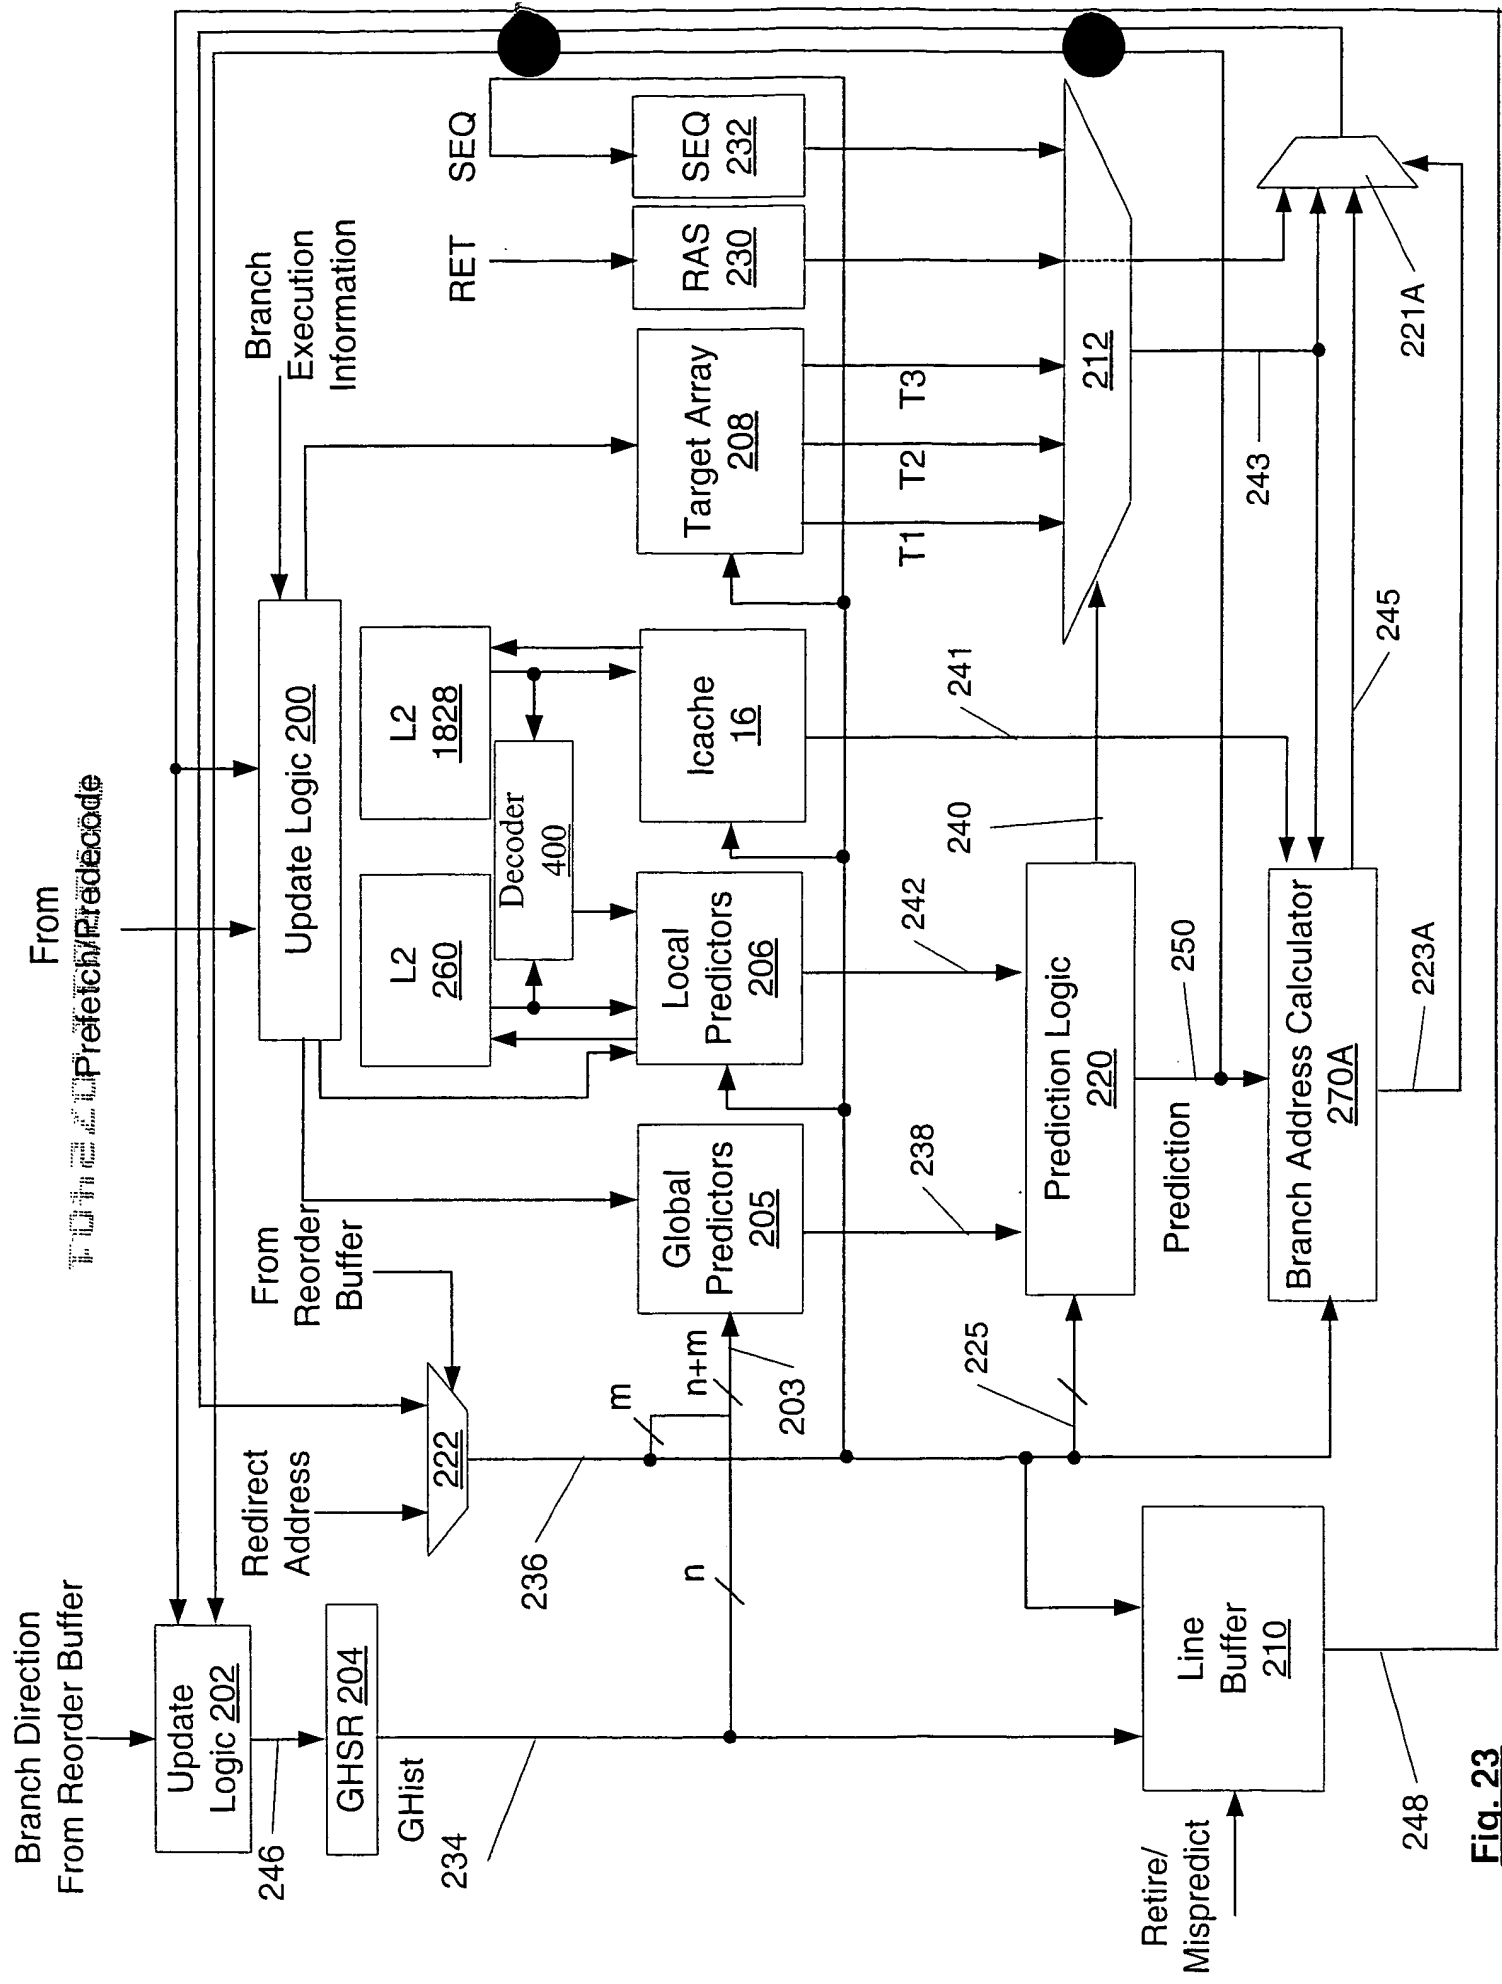 Branch Direction
From Reorder Buffer
Update
Logic 202
246
GHSR 204
GHist
234
Redirect
Address
From
Reorder
Buffer
222
236
From
Prefetch/Predecode
Update Logic 200
Branch
Execution
Information
L2
260
L2
1828
Decoder
400
RET
SEQ
n
m
n+m
203
Global
Predictors
205
Local
Predictors
206
Icache
16
Target Array
208
RAS
230
SEQ
232
238
242
241
T1
T2
T3
225
240
Prediction Logic
220
212
Retire/
Mispredict
Line
Buffer
210
Prediction
250
243
Branch Address Calculator
270A
245
221A
248
223A
Fig. 23